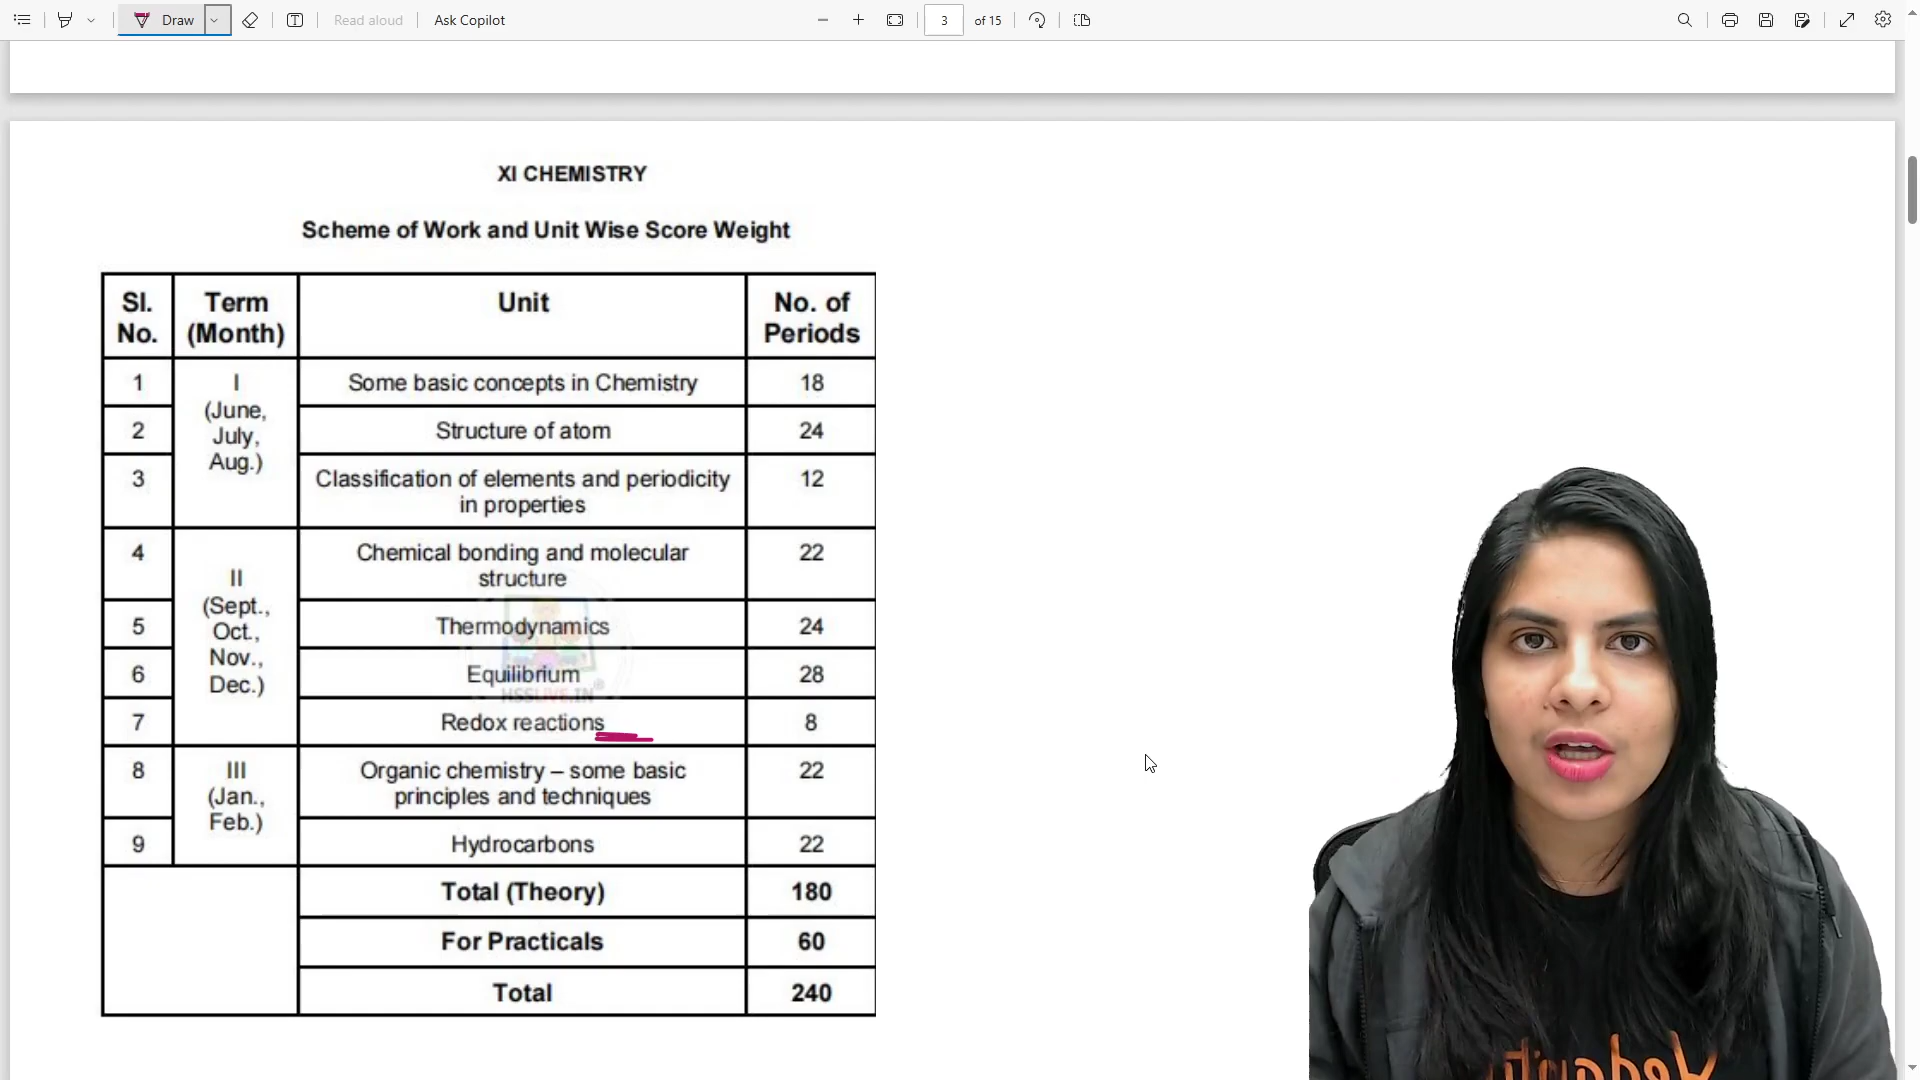 Draw
Read aloud
Ask Copilot
3
of 15
XI CHEMISTRY
Scheme of Work and Unit Wise Score Weight
Sl.
No.
Term
(Month)
Unit
No. of
Periods
1
I
(June,
July,
Aug.)
Some basic concepts in Chemistry
18
2
Structure of atom
24
3
Classification of elements and periodicity
in properties
12
4
II
(Sept.,
Oct.,
Nov.,
Dec.)
Chemical bonding and molecular
structure
22
5
Thermodynamics
24
6
Equilibrium
28
HSSLIVE.IN®
7
Redox reactions
8
8
III
(Jan.,
Feb.)
Organic chemistry – some basic
principles and techniques
22
9
Hydrocarbons
22
Total (Theory)
180
For Practicals
60
Total
240